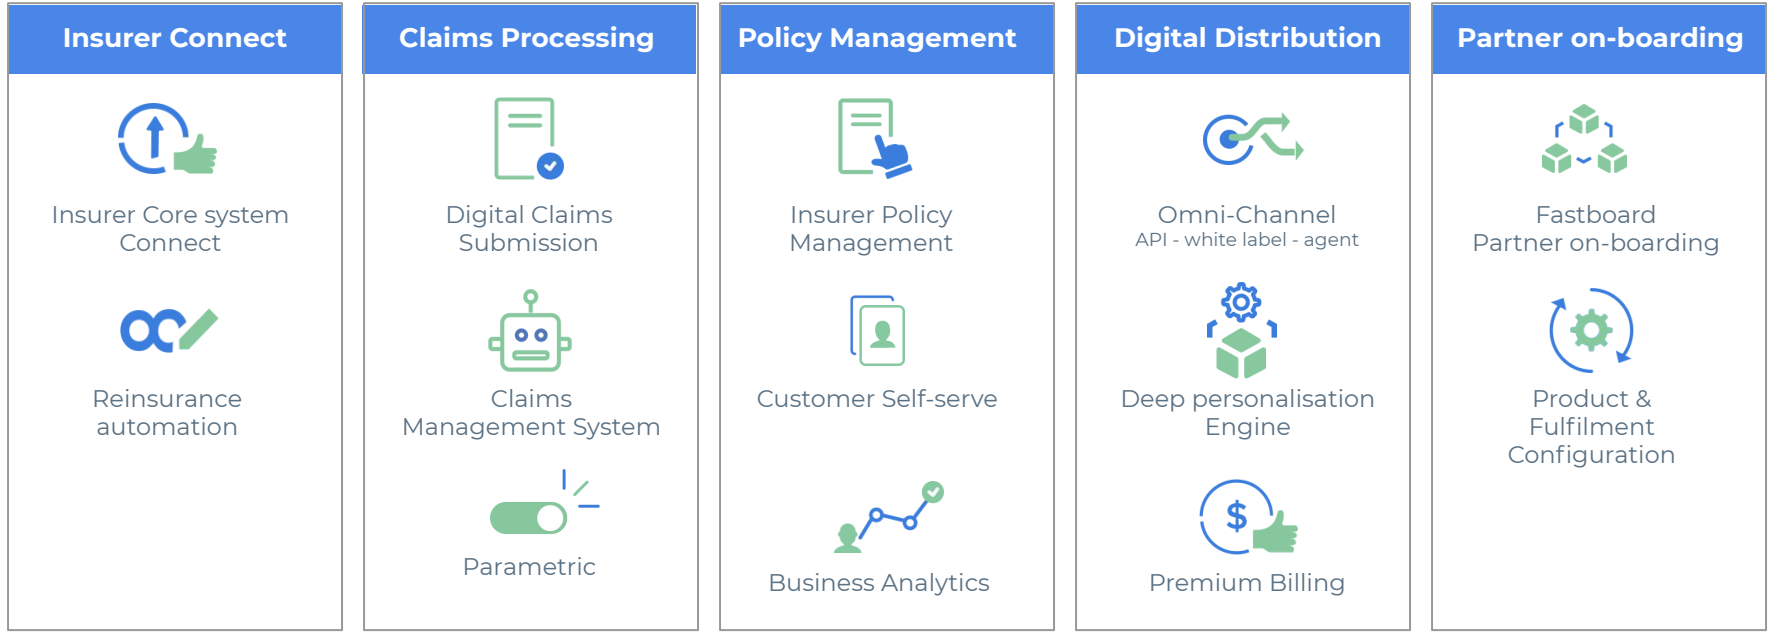 Insurer Connect
Insurer Core system
Connect
Reinsurance
automation
Claims Processing
Digital Claims
Submission
Claims
Management System
Parametric
Policy Management
Insurer Policy
Management
Customer Self-serve
Business Analytics
Digital Distribution
Omni-Channel
API - white label - agent
Deep personalisation
Engine
$
Premium Billing
Partner on-boarding
Fastboard
Partner on-boarding
Product &
Fulfilment
Configuration